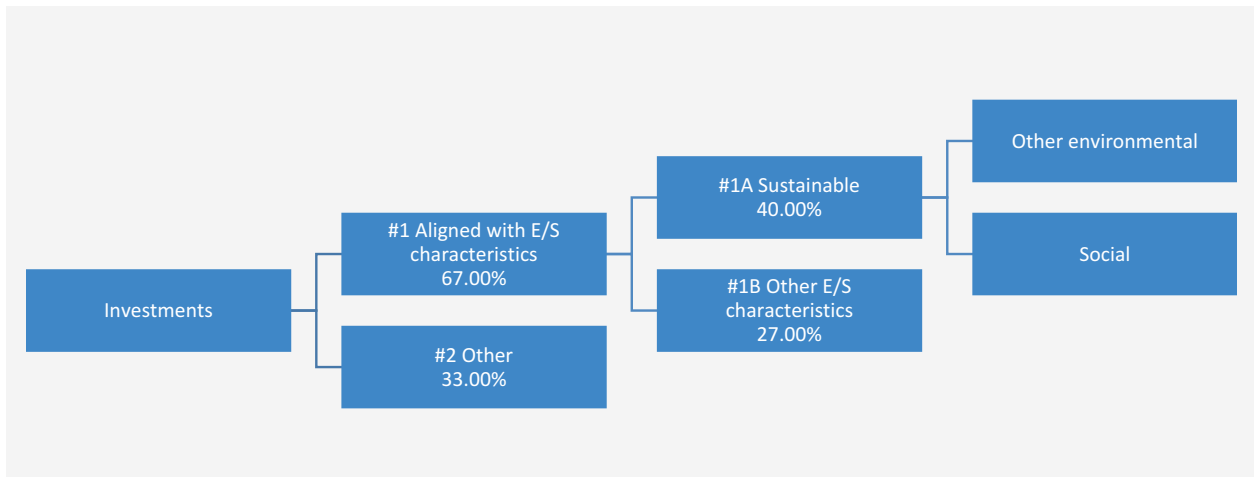 Investments
#1 Aligned with E/S
characteristics
67.00%
#2 Other
33.00%
#1A Sustainable
40.00%
#1B Other E/S
characteristics
27.00%
Other environmental
Social